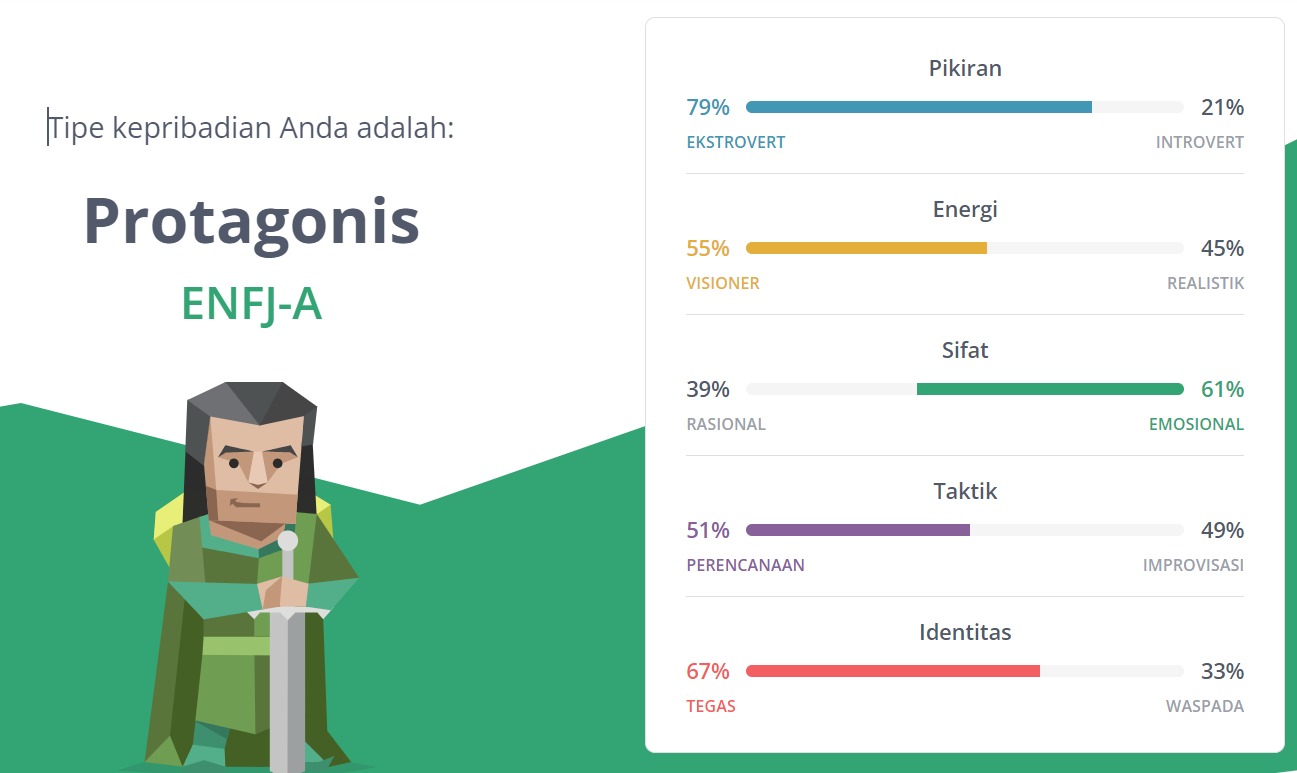 Tipe kepribadian Anda adalah:
Protagonis
ENFJ-A
Pikiran
79% 21%
EKSTROVERT INTROVERT
Energi
55% 45%
VISIONER REALISTIK
Sifat
39% 61%
RASIONAL EMOSIONAL
Taktik
51% 49%
PERENCANAAN IMPROVISASI
Identitas
67% 33%
TEGAS WASPADA